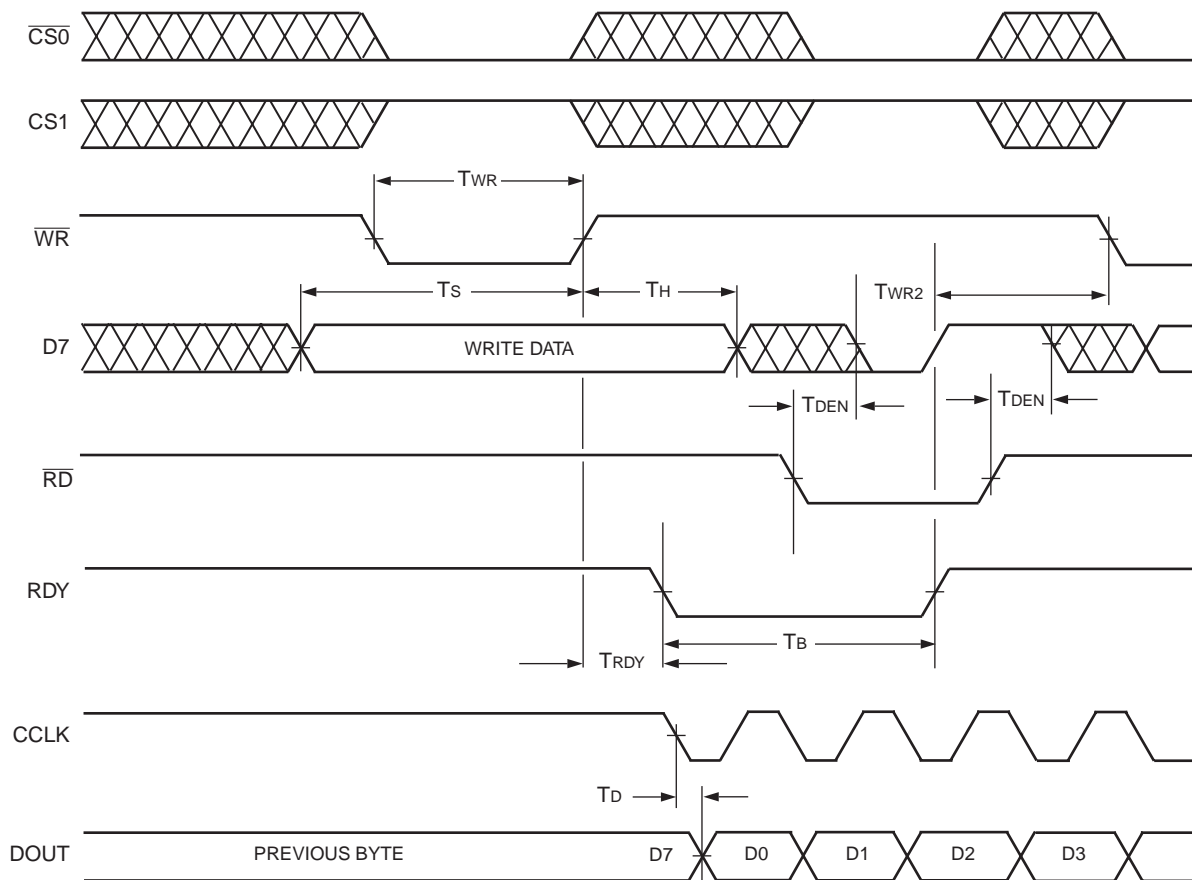 CS0
CS1
TWR
WR
TS TH TWR2
D7 WRITE DATA
TDEN TDEN
RD
RDY
TB
TRDY
CCLK
TD
DOUT PREVIOUS BYTE D7 D0 D1 D2 D3